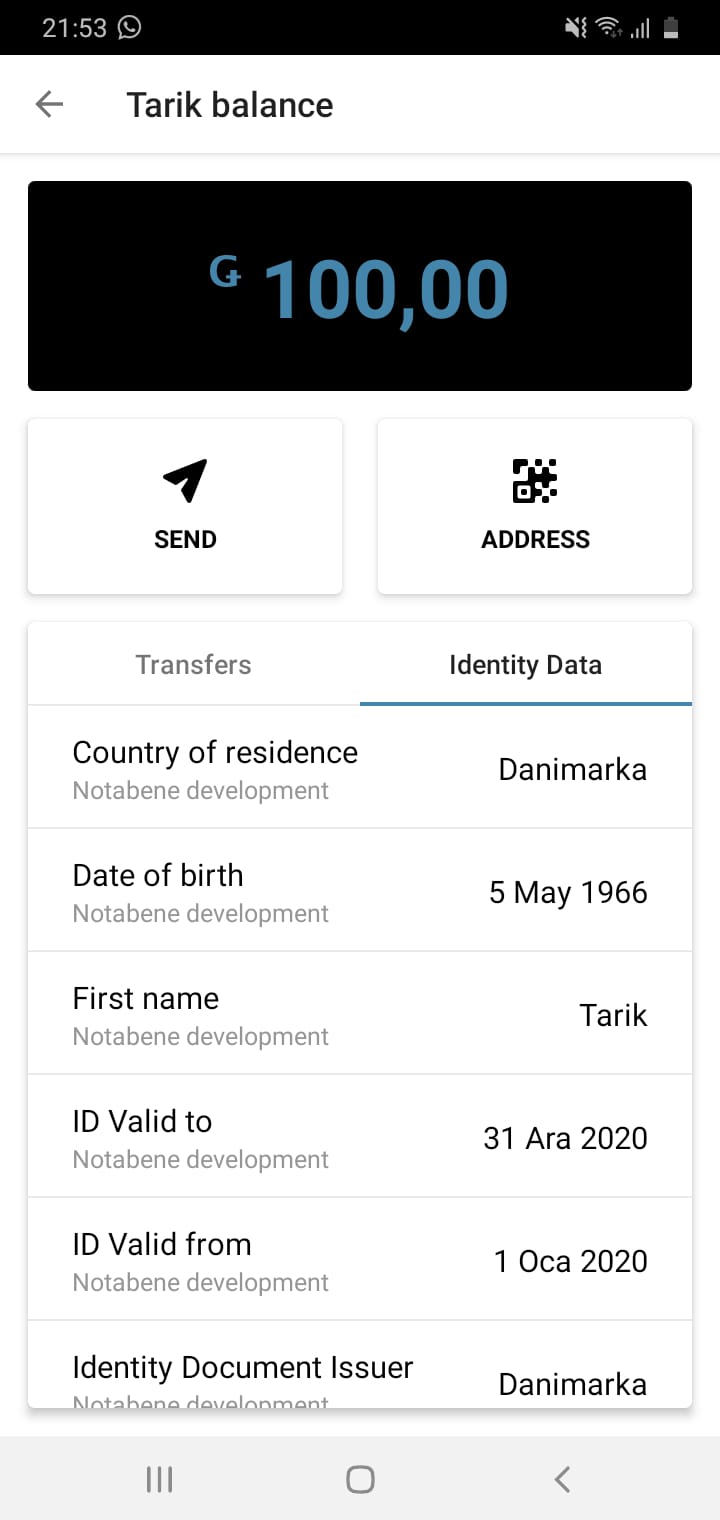 21:53
Tarik balance
G 100,00
SEND
ADDRESS
Transfers
Identity Data
Country of residence
Notabene development
Danimarka
Date of birth
Notabene development
5 May 1966
First name
Notabene development
Tarik
ID Valid to
Notabene development
31 Ara 2020
ID Valid from
Notabene development
1 Oca 2020
Identity Document Issuer
Notabene development
Danimarka